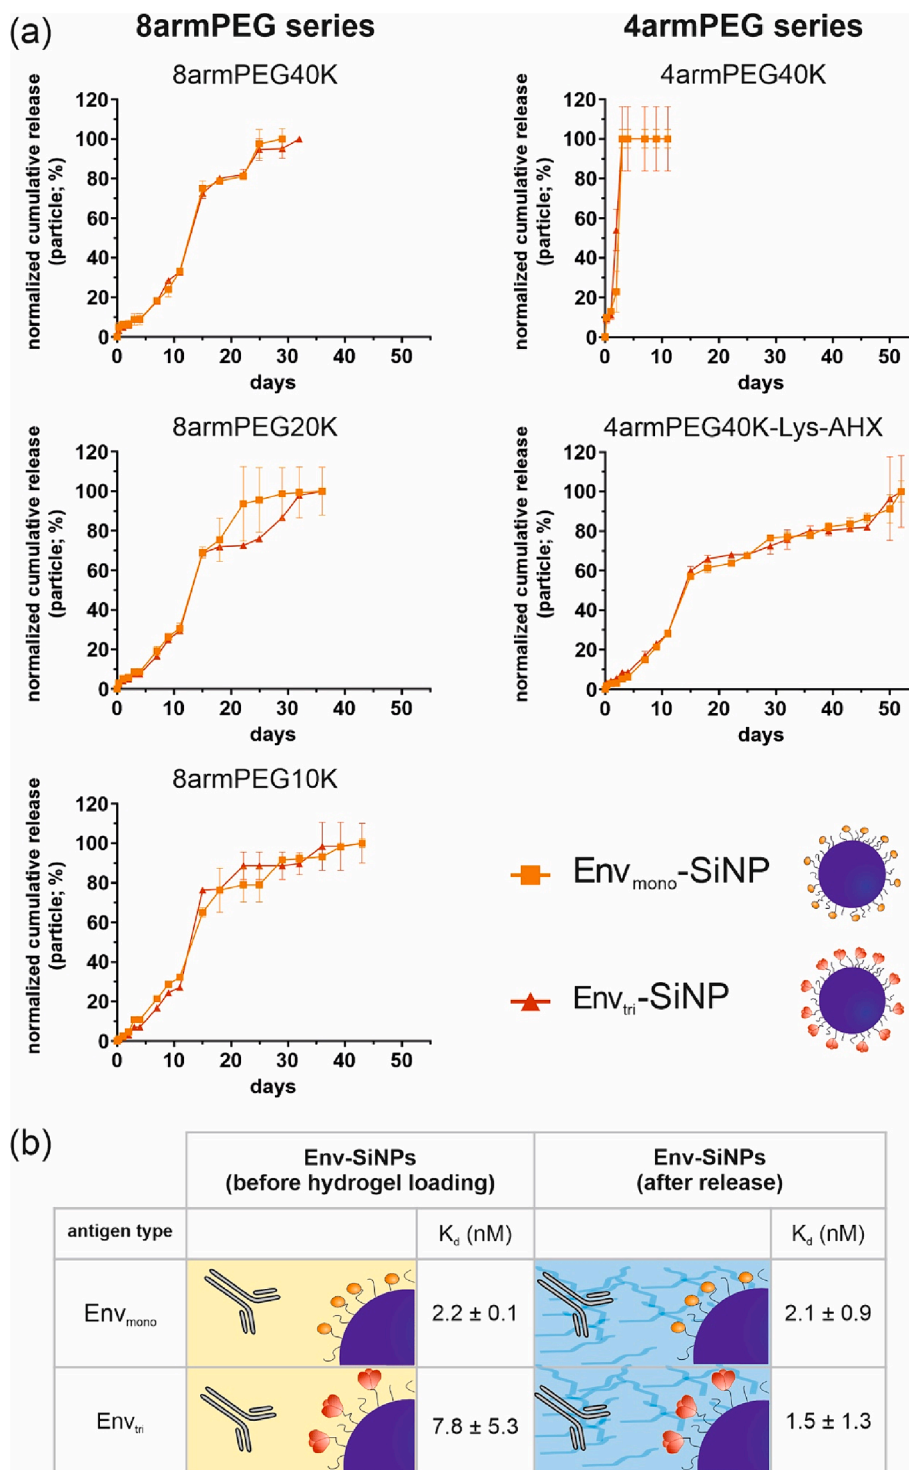 (a)
8armPEG series
4armPEG series
8armPEG40K
normalized cumulative release
(particle; %)
120
100
80
60
40
20
0
0 10 20 30 40 50
days
4armPEG40K
normalized cumulative release
(particle; %)
120
100
80
60
40
20
0
0 10 20 30 40 50
days
8armPEG20K
normalized cumulative release
(particle; %)
120
100
80
60
40
20
0
0 10 20 30 40 50
days
4armPEG40K-Lys-AHX
normalized cumulative release
(particle; %)
120
100
80
60
40
20
0
0 10 20 30 40 50
days
8armPEG10K
normalized cumulative release
(particle; %)
120
100
80
60
40
20
0
0 10 20 30 40 50
days
Envmono-SiNP
Envtri-SiNP
(b)
Env-SiNPs
(before hydrogel loading)
Env-SiNPs
(after release)
antigen type
Kd (nM)
Kd (nM)
Envmono
2.2 ± 0.1
2.1 ± 0.9
Envtri
7.8 ± 5.3
1.5 ± 1.3